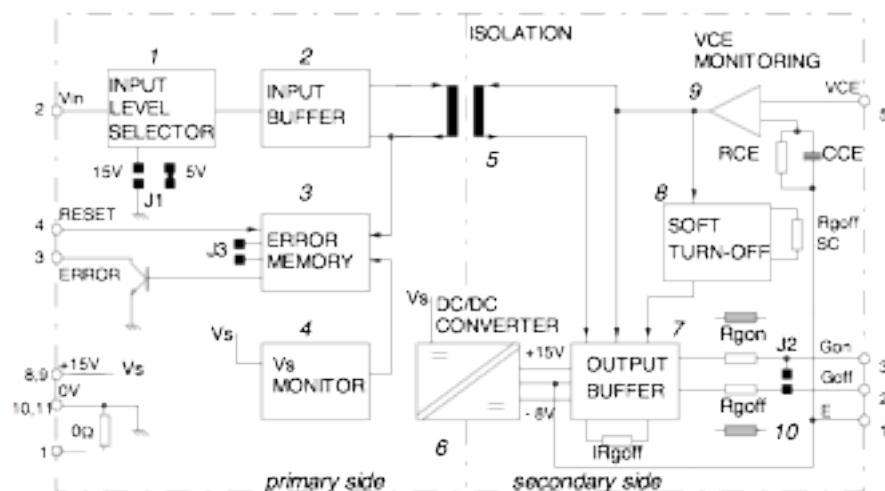 ISOLATION
VCE
MONITORING
1
INPUT
LEVEL
SELECTOR
2
INPUT
BUFFER
2
Vin
9
VCE
5
15V
5V
J1
5
RCE
CCE
8
SOFT
TURN-OFF
Rgoff
SC
4
RESET
3
ERROR
J3
3
ERROR
MEMORY
Vs
4
Vs
MONITOR
Vs
DC/DC
CONVERTER
6
+15V
- 8V
7
OUTPUT
BUFFER
IRgoff
Rgon
J2
Gon
3
Goff
2
Rgoff
10
E
1
8,9
+15V
Vs
10,11
0V
0Ω
1
primary side
secondary side